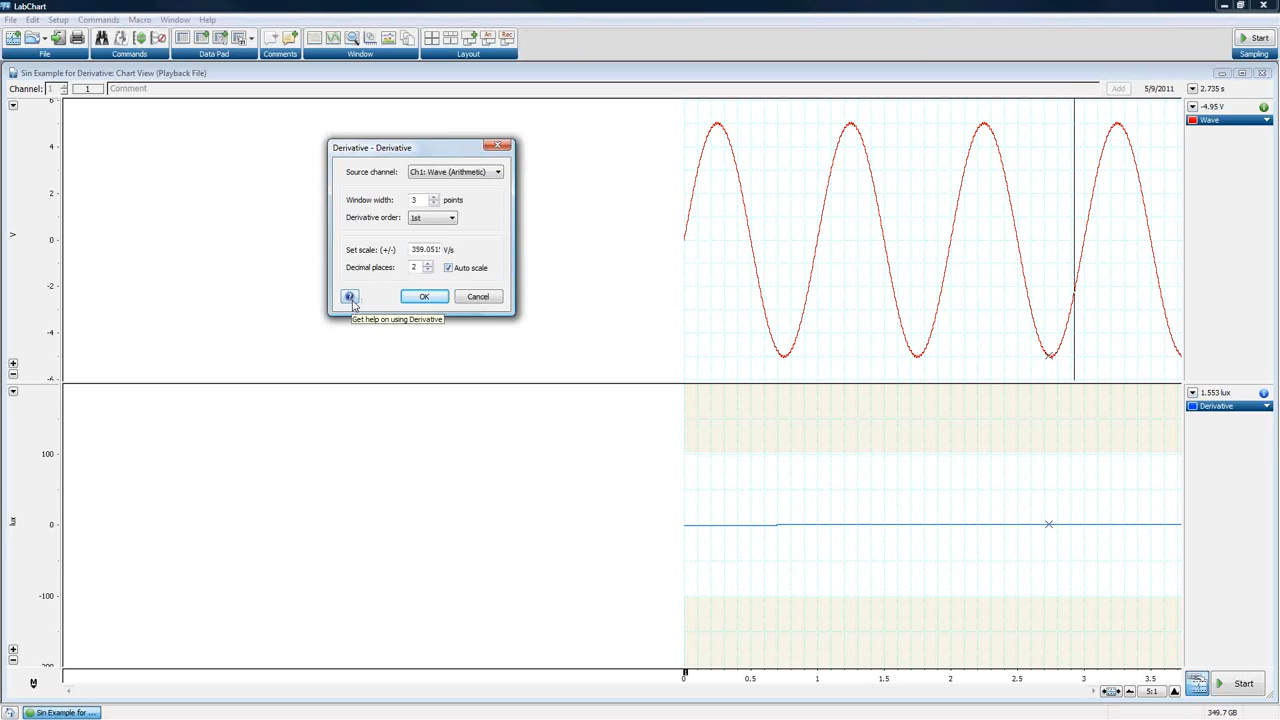 LabChart
File Edit Setup Commands Macro Window Help
File Commands Data Pad Comments Window Layout Sampling
Start
Sin Example for Derivative: Chart View (Playback File)
Channel: 1 1 Comment Add 5/9/2011 2.735 s
-4.95 V
Wave
6
4
2
0
-2
-4
-6
V
Derivative - Derivative
Source channel: Ch1: Wave (Arithmetic)
Window width: 3 points
Derivative order: 1st
Set scale: (+/-) 359.051 V/s
Decimal places: 2 Auto scale
OK Cancel
Get help on using Derivative
1.553 lux
Derivative
100
0
-100
-200
lux
M
0 0.5 1 1.5 2 2.5 3 3.5
5:1
Start
Sin Example for ...
349.7 GB